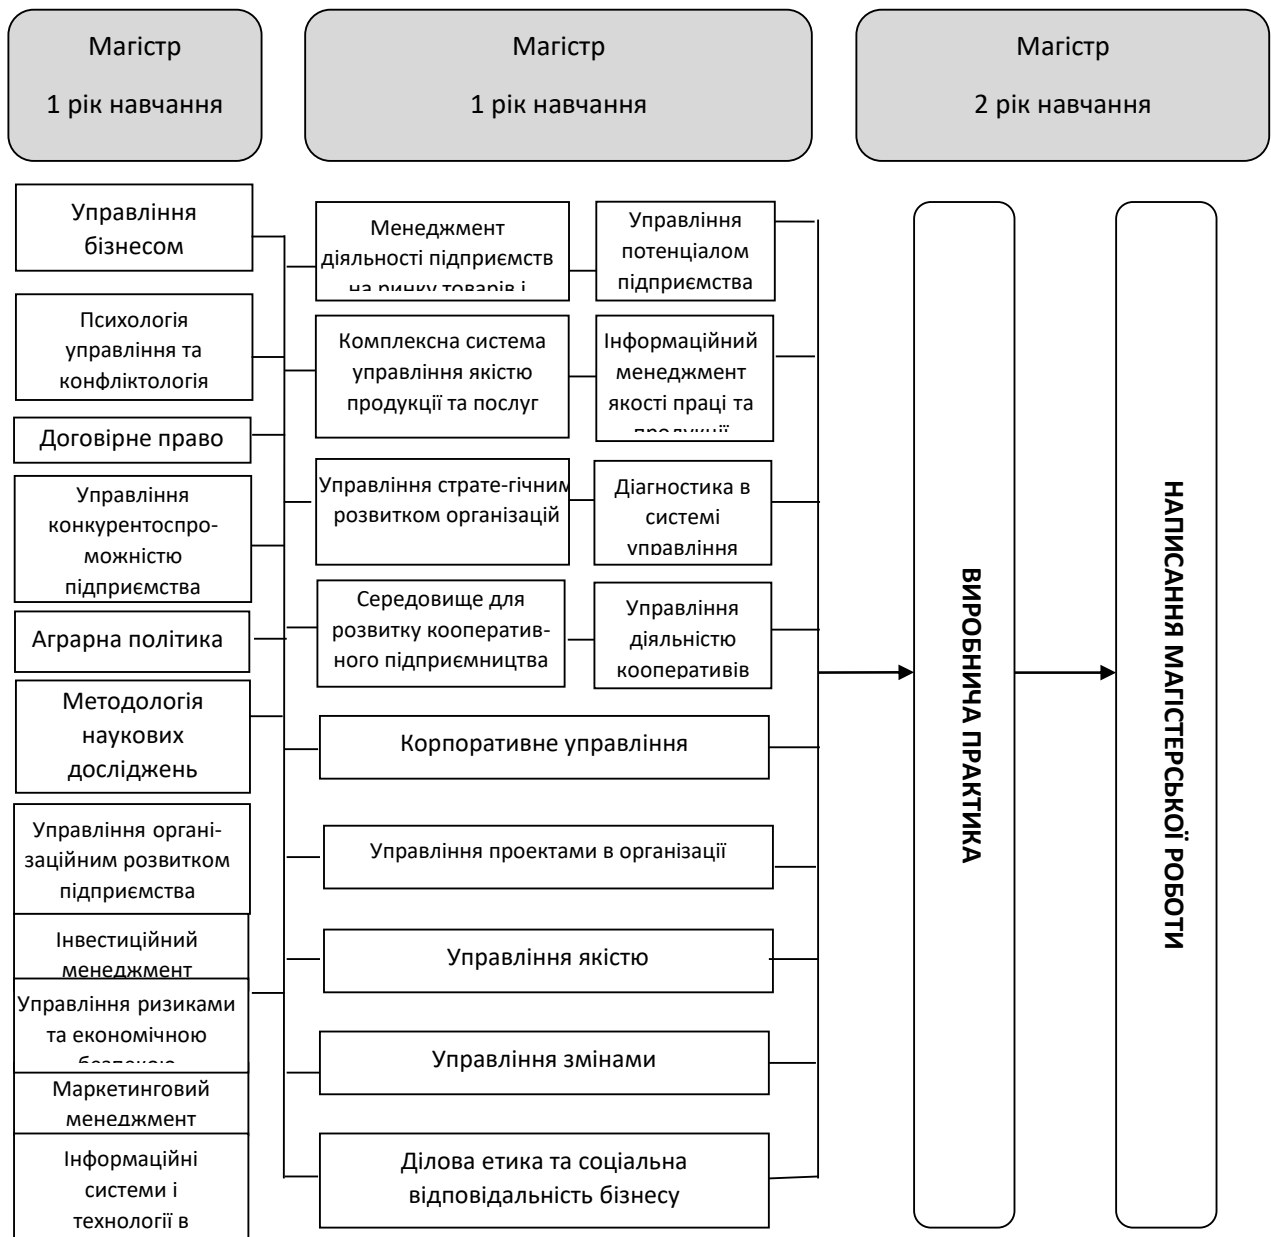 Магістр
1 рік навчання
Магістр
1 рік навчання
Магістр
2 рік навчання
Управління
бізнесом
Психологія
управління та
конфліктологія
Договірне право
Управління
конкурентоспро-
можністю
підприємства
Аграрна політика
Методологія
наукових
досліджень
Управління органі-
заційним розвитком
підприємства
Інвестиційний
менеджмент
Управління ризиками
та економічною
безпекою
Маркетинговий
менеджмент
Інформаційні
системи і
технології в
Менеджмент
діяльності підприємств
на ринку товарів і
Управління
потенціалом
підприємства
Комплексна система
управління якістю
продукції та послуг
Інформаційний
менеджмент
якості праці та
продукції
Управління страте-гічним
розвитком організацій
Діагностика в
системі
управління
Середовище для
розвитку кооператив-
ного підприємництва
Управління
діяльністю
кооперативів
Корпоративне управління
Управління проектами в організації
Управління якістю
Управління змінами
Ділова етика та соціальна
відповідальність бізнесу
ВИРОБНИЧА ПРАКТИКА
НАПИСАННЯ МАГІСТЕРСЬКОЇ РОБОТИ